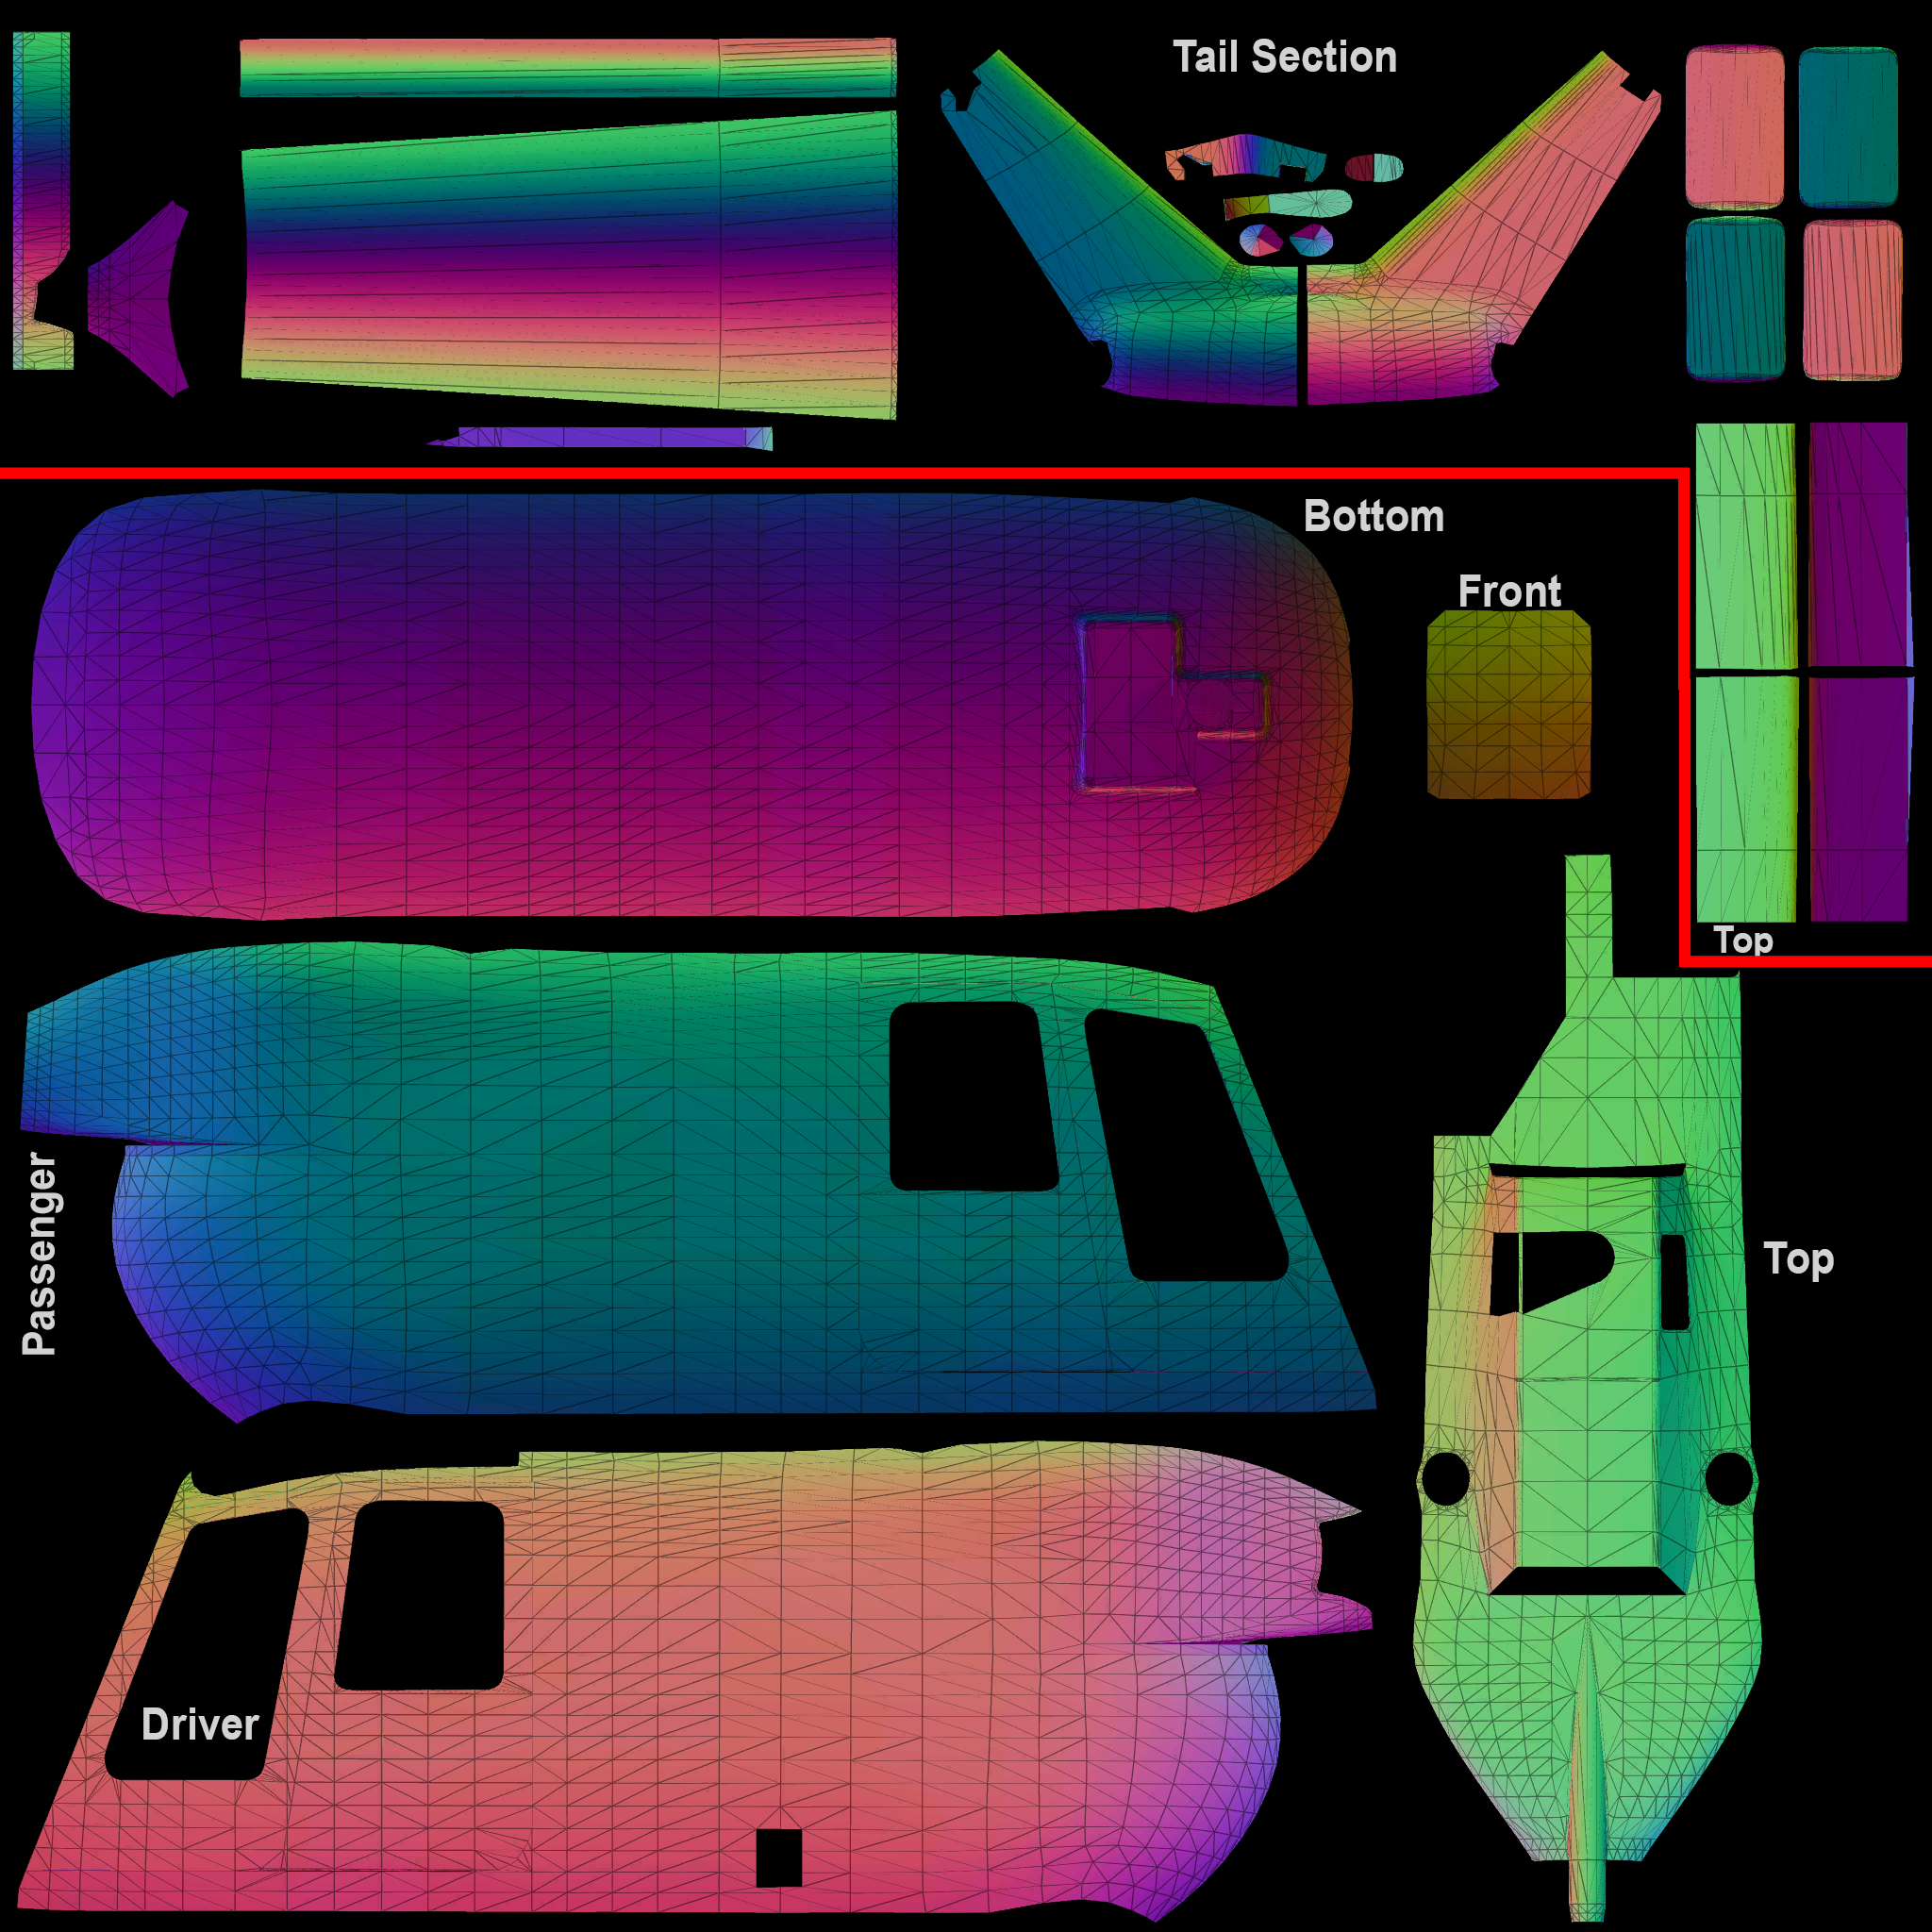 Tail Section
Bottom
Front
Top
Passenger
Top
Driver